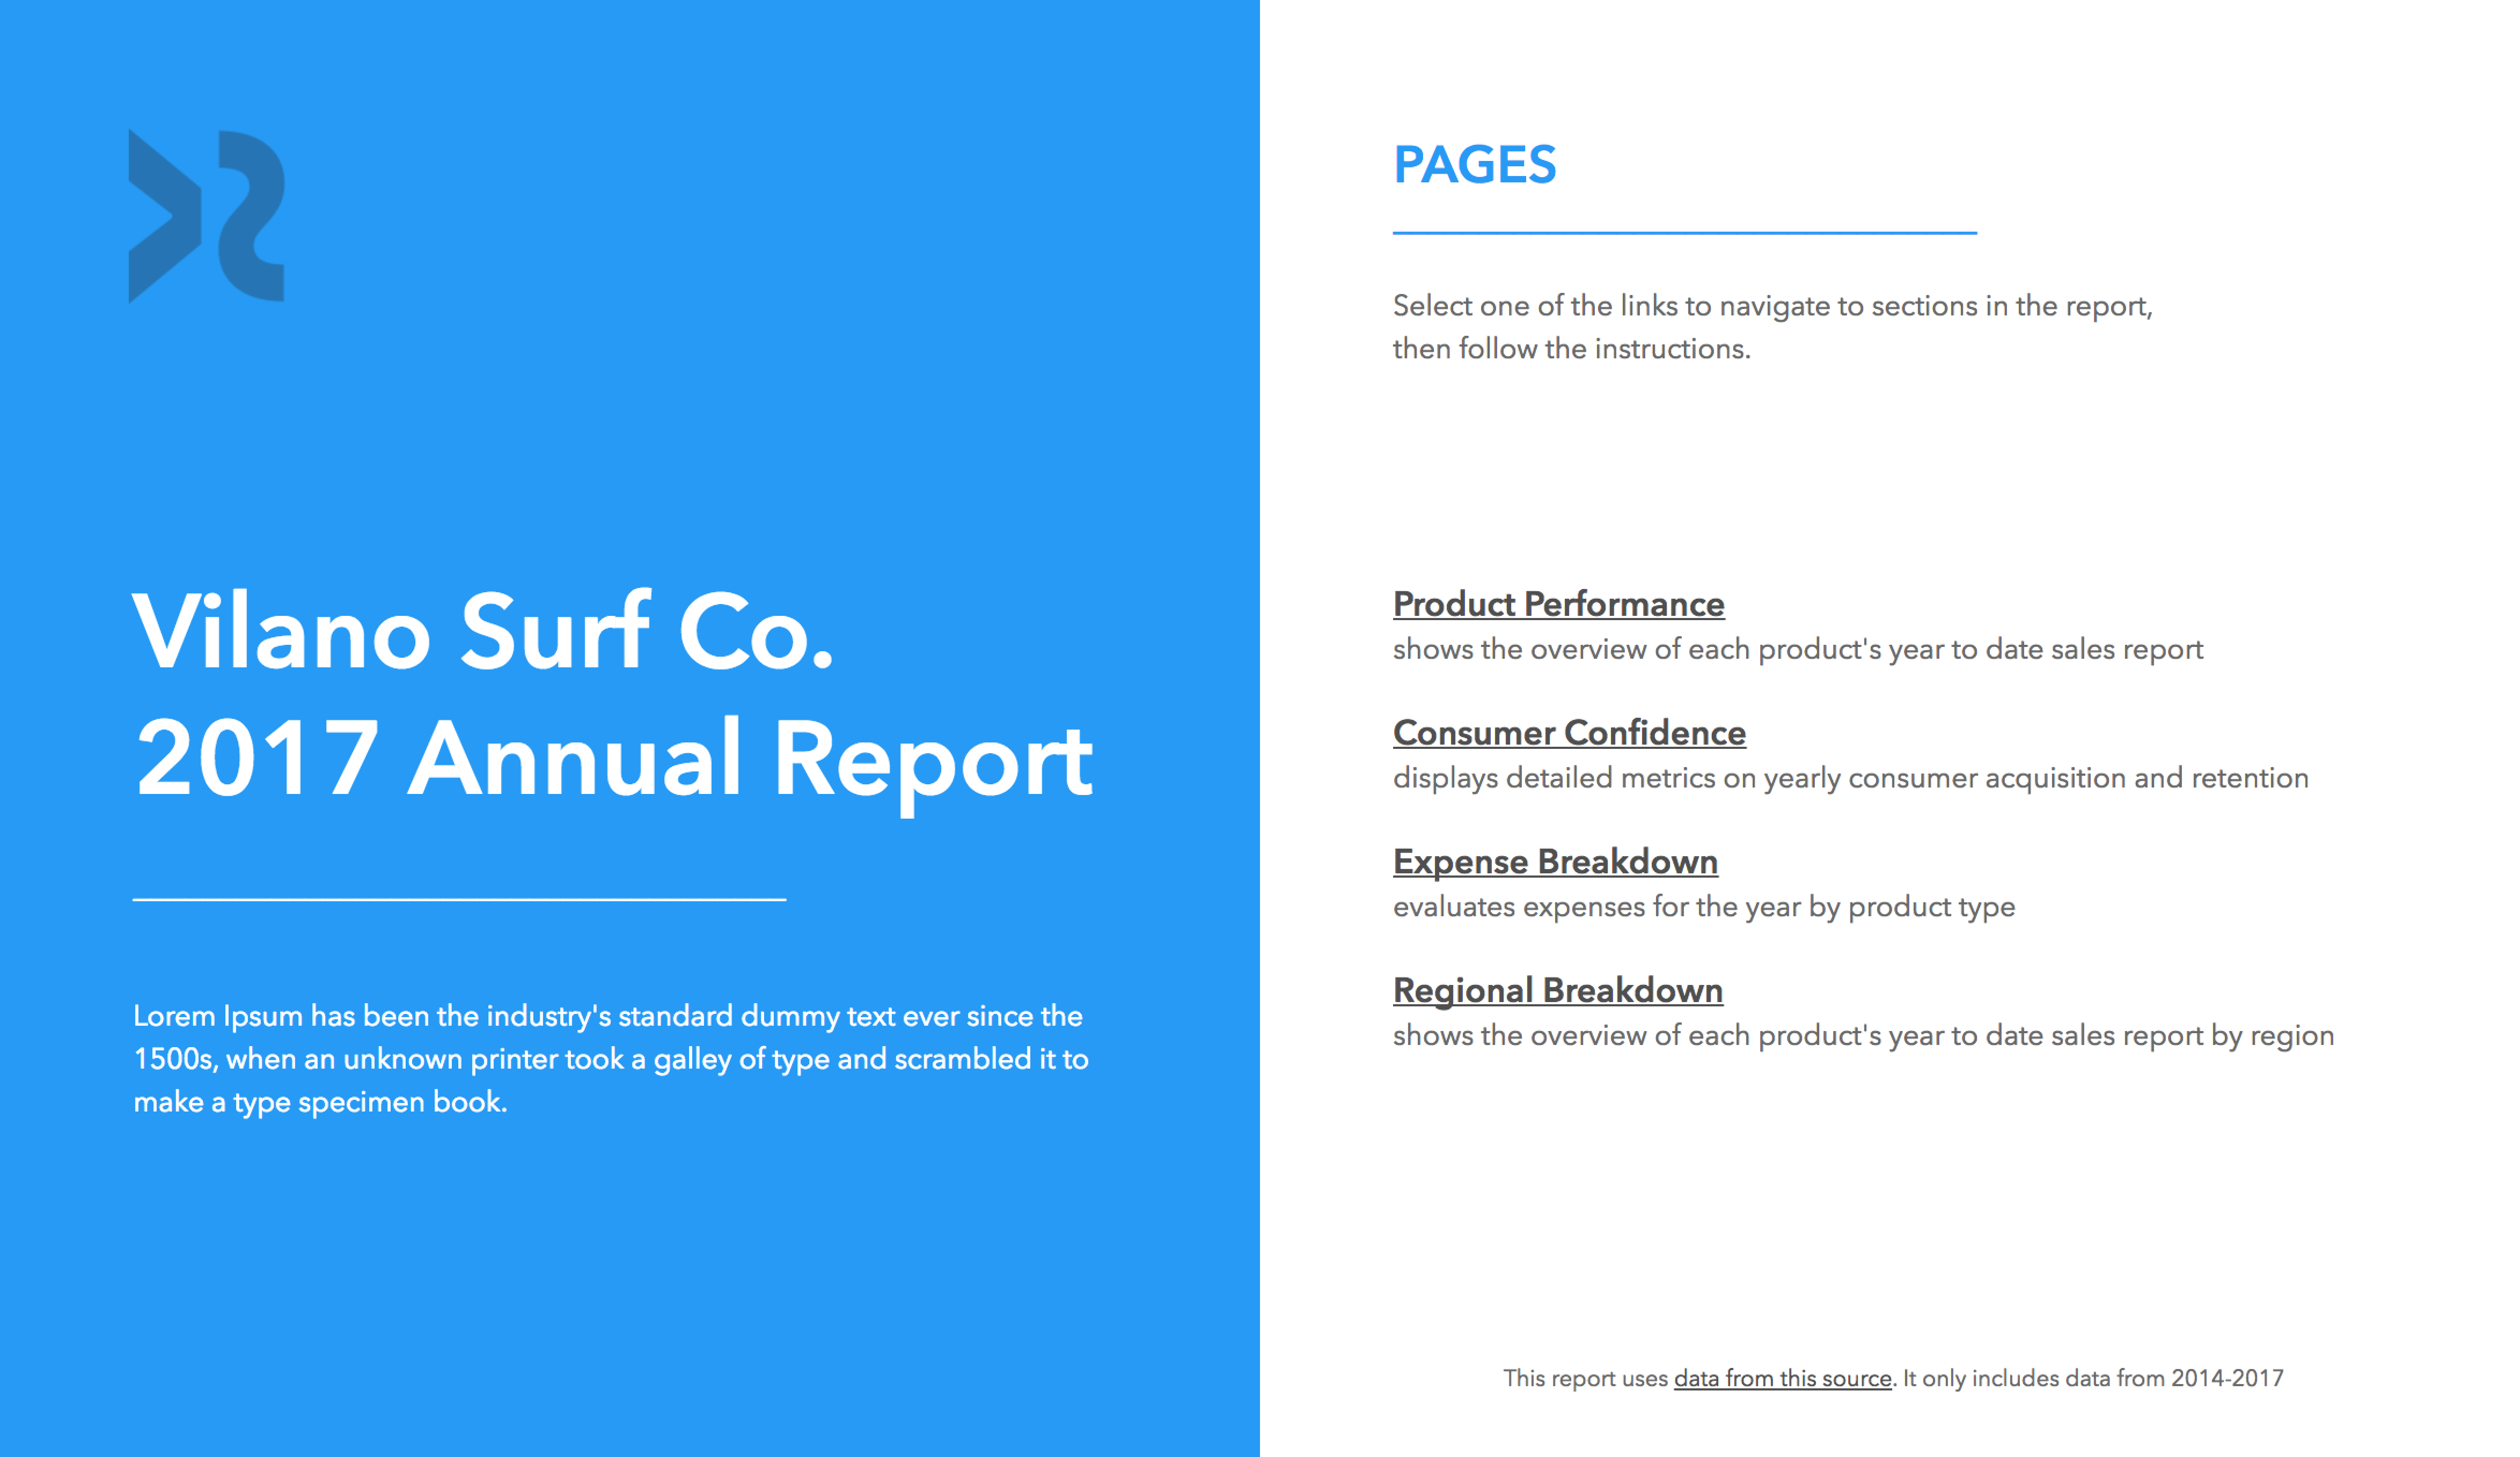 Vilano Surf Co.
2017 Annual Report
Lorem Ipsum has been the industry's standard dummy text ever since the
1500s, when an unknown printer took a galley of type and scrambled it to
make a type specimen book.
PAGES
Select one of the links to navigate to sections in the report,
then follow the instructions.
Product Performance
shows the overview of each product's year to date sales report
Consumer Confidence
displays detailed metrics on yearly consumer acquisition and retention
Expense Breakdown
evaluates expenses for the year by product type
Regional Breakdown
shows the overview of each product's year to date sales report by region
This report uses data from this source. It only includes data from 2014-2017